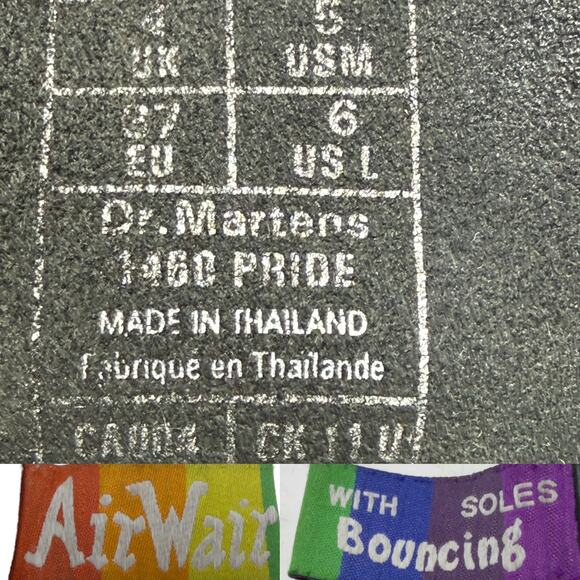 4 5
UK USM
37 6
EU US L
Dr. Martens
1460 PRIDE
MADE IN THAILAND
Fabrique en Thaïlande
AirWair
WITH SOLES
Bouncing